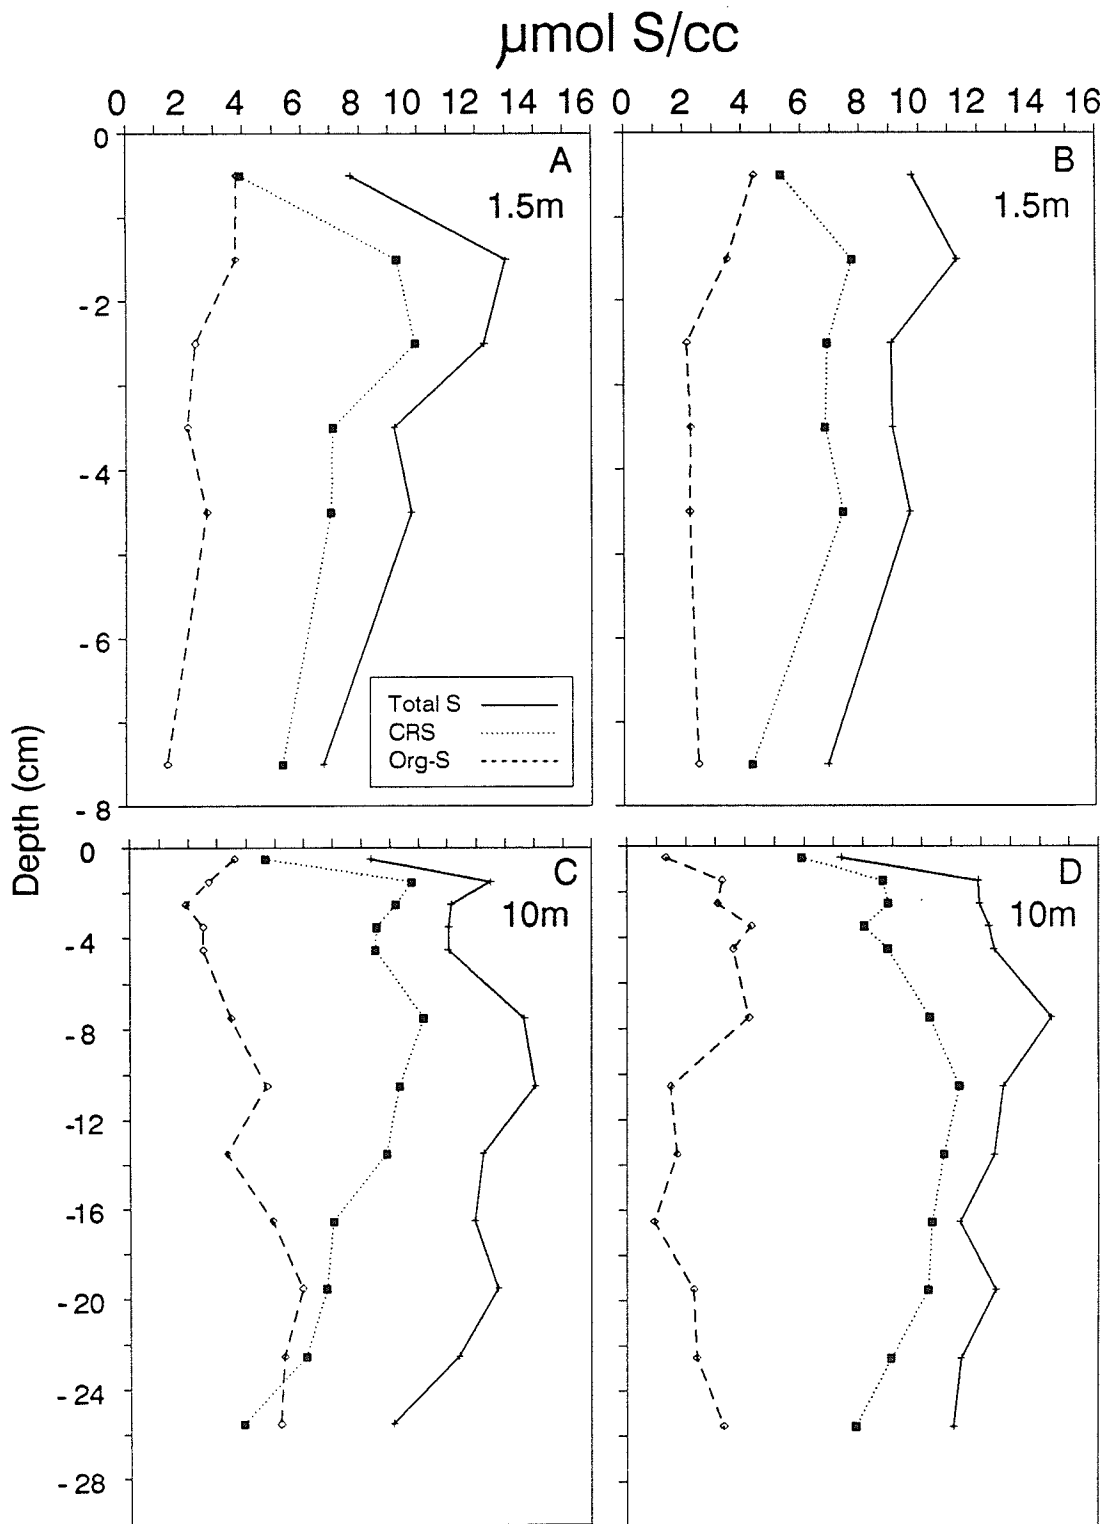 µmol S/cc
0 2 4 6 8 10 12 14 16
0 2 4 6 8 10 12 14 16
0
- 2
- 4
- 6
- 8
A
1.5m
Total S
CRS
Org-S
B
1.5m
Depth (cm)
0
- 4
- 8
-12
-16
- 20
- 24
- 28
C
10m
D
10m